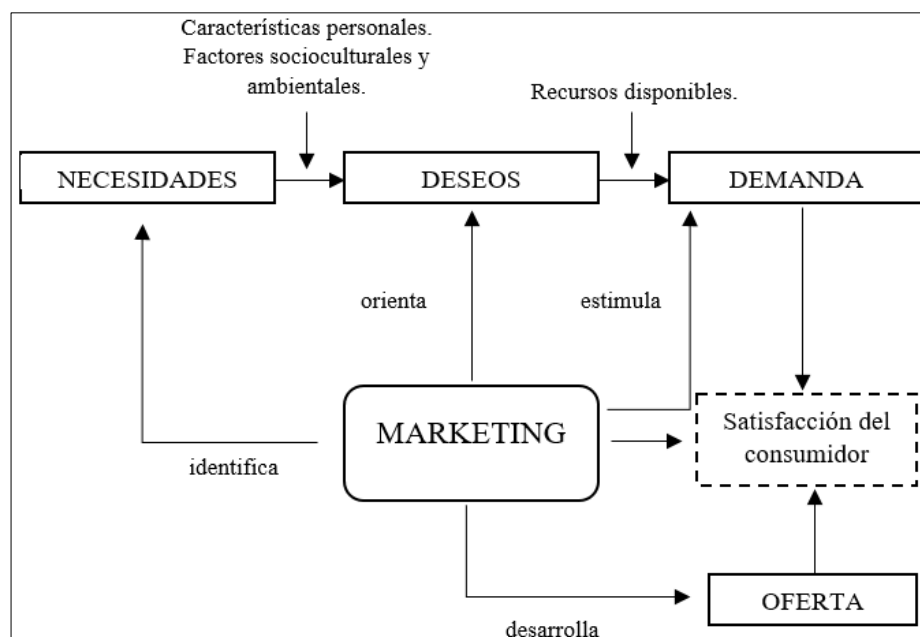 Características personales.
Factores socioculturales y
ambientales.
Recursos disponibles.
NECESIDADES
DESEOS
DEMANDA
orienta
estimula
MARKETING
Satisfacción del
consumidor
identifica
OFERTA
desarrolla